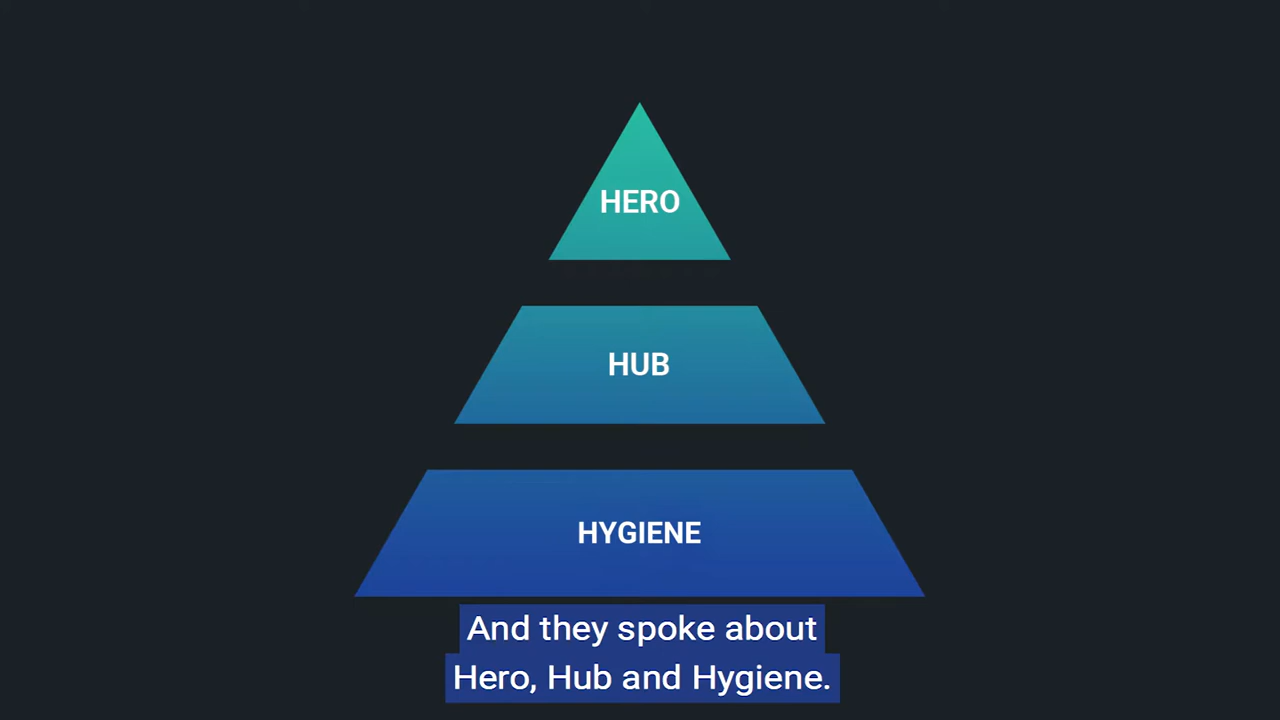 HERO
HUB
HYGIENE
And they spoke about
Hero, Hub and Hygiene.